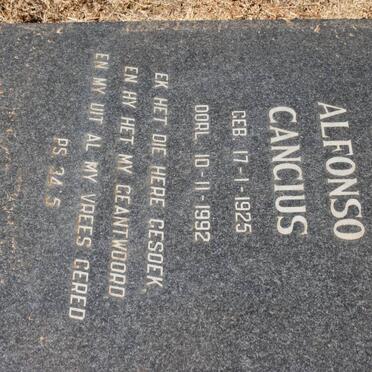 ALFONSO
CANCIUS
GEB 17-1-1925
OORL 10-11-1992
EK HET DIE HERE GESOEK
EN HY HET MY GEANTWOORD
EN MY UIT AL MY VREES GERED
PS 34:5